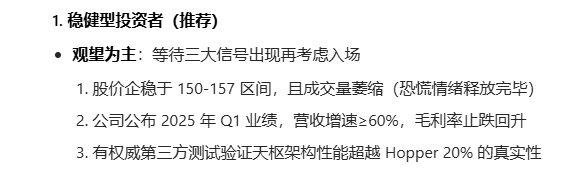 1. 稳健型投资者（推荐）
• 观望为主：等待三大信号出现再考虑入场
1. 股价企稳于 150-157 区间，且成交量萎缩（恐慌情绪释放完毕）
2. 公司公布 2025 年 Q1 业绩，营收增速≥60%，毛利率止跌回升
3. 有权威第三方测试验证天枢架构性能超越 Hopper 20% 的真实性